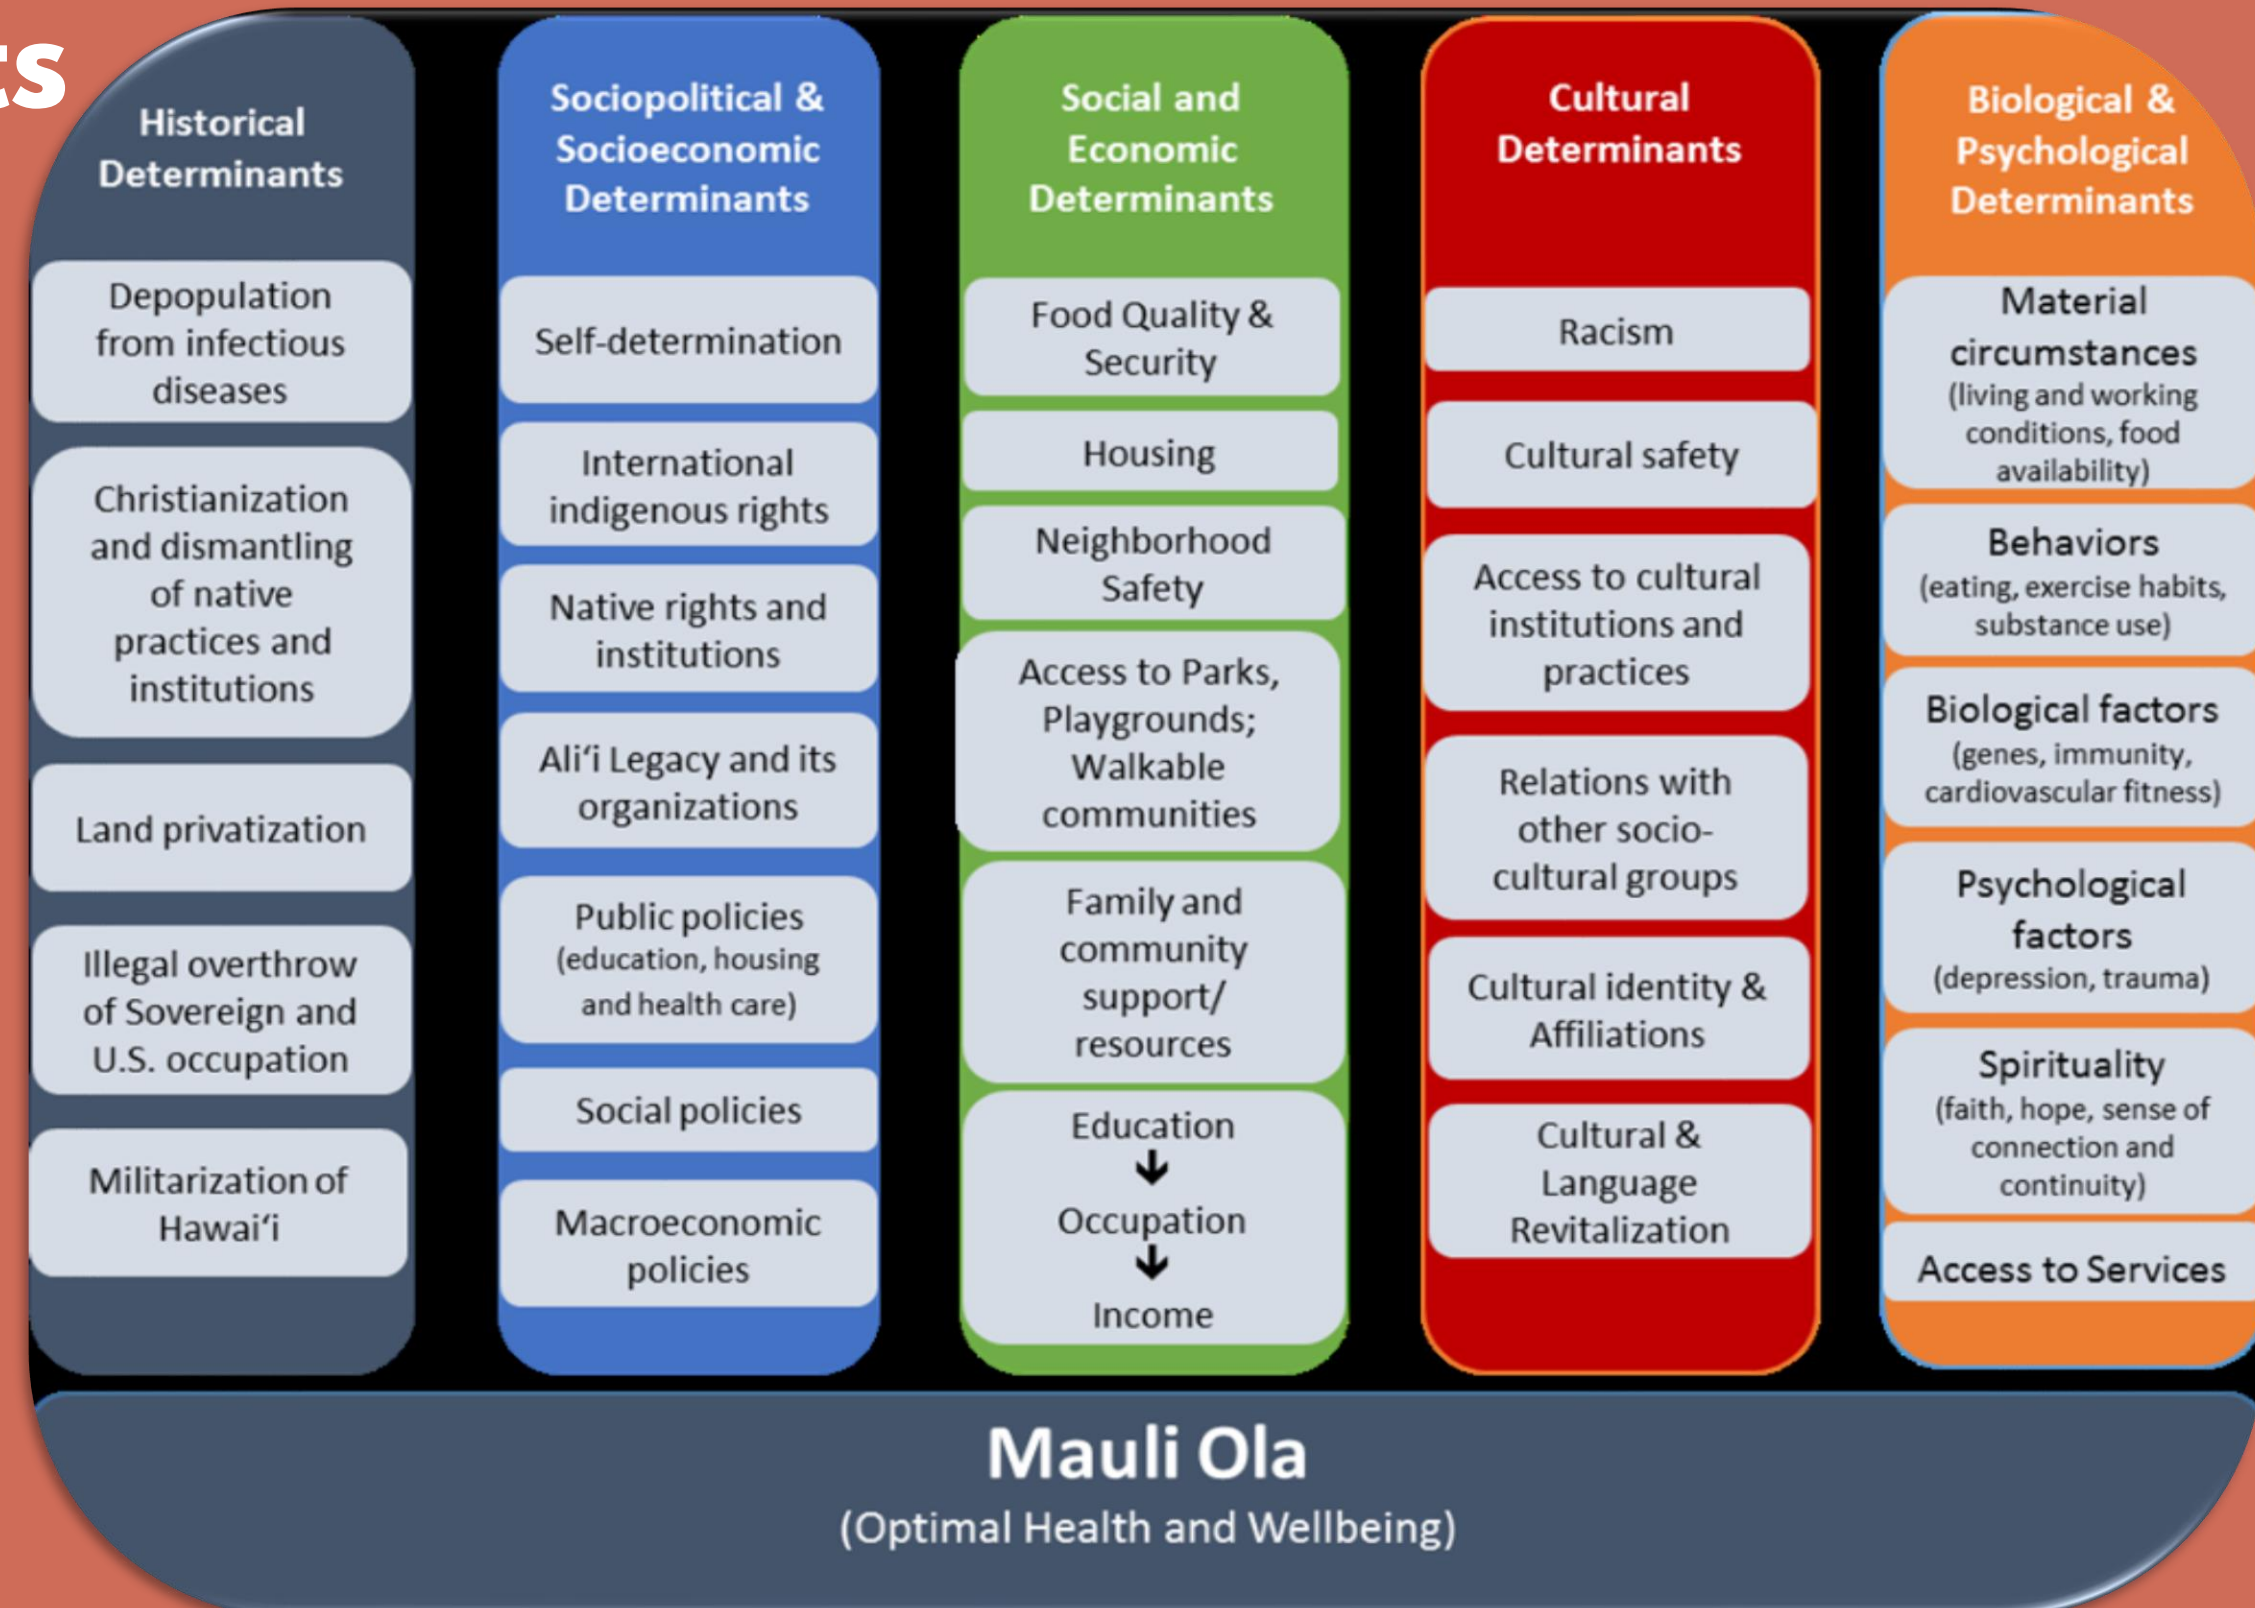 ts
Historical
Determinants
Depopulation
from infectious
diseases
Christianization
and dismantling
of native
practices and
institutions
Land privatization
Illegal overthrow
of Sovereign and
U.S. occupation
Militarization of
Hawaiʻi
Sociopolitical &
Socioeconomic
Determinants
Self-determination
International
indigenous rights
Native rights and
institutions
Aliʻi Legacy and its
organizations
Public policies
(education, housing
and health care)
Social policies
Macroeconomic
policies
Social and
Economic
Determinants
Food Quality &
Security
Housing
Neighborhood
Safety
Access to Parks,
Playgrounds;
Walkable
communities
Family and
community
support/
resources
Education
↓
Occupation
↓
Income
Cultural
Determinants
Racism
Cultural safety
Access to cultural
institutions and
practices
Relations with
other socio-
cultural groups
Cultural identity &
Affiliations
Cultural &
Language
Revitalization
Biological &
Psychological
Determinants
Material
circumstances
(living and working
conditions, food
availability)
Behaviors
(eating, exercise habits,
substance use)
Biological factors
(genes, immunity,
cardiovascular fitness)
Psychological
factors
(depression, trauma)
Spirituality
(faith, hope, sense of
connection and
continuity)
Access to Services
Mauli Ola
(Optimal Health and Wellbeing)